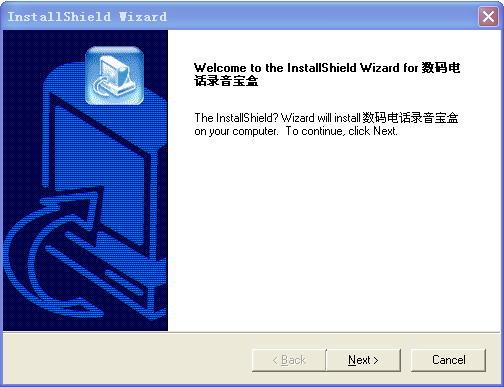 InstallShield Wizard
Welcome to the InstallShield Wizard for 数码电
话录音宝盒
The InstallShield? Wizard will install 数码电话录音宝盒
on your computer. To continue, click Next.
< Back
Next >
Cancel